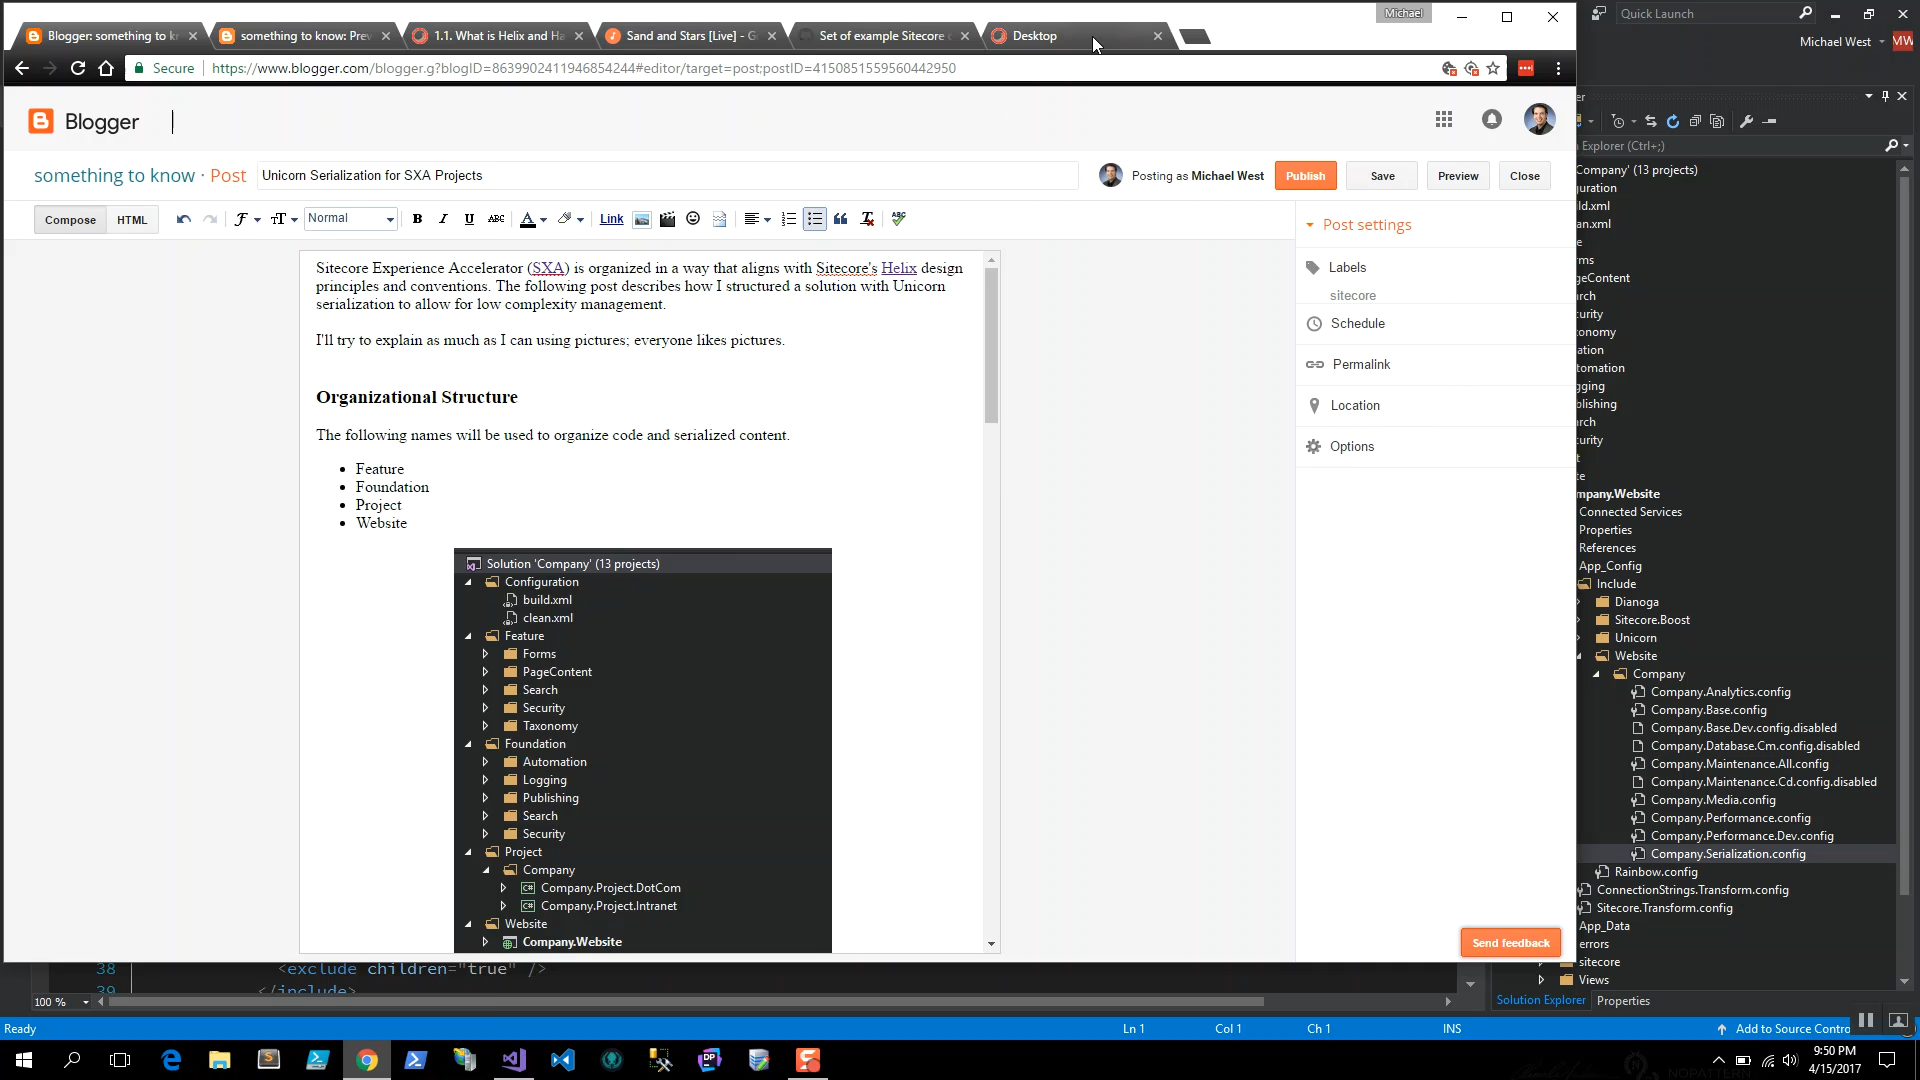 Michael
Quick Launch
Michael West
MW
Blogger: something to k
something to know: Prev
1.1. What is Helix and Ha
Sand and Stars [Live] - G
Set of example Sitecore
Desktop
Secure
https://www.blogger.com/blogger.g?blogID=8639902411946854244#editor/target=post;postID=4150851559560442950
Blogger
something to know · Post
Unicorn Serialization for SXA Projects
Posting as Michael West
Publish
Save
Preview
Close
Compose
HTML
Normal
B
I
U
ABC
A
Link
Post settings
Labels
sitecore
Schedule
Permalink
Location
Options
Send feedback
Sitecore Experience Accelerator (SXA) is organized in a way that aligns with Sitecore's Helix design
principles and conventions. The following post describes how I structured a solution with Unicorn
serialization to allow for low complexity management.
I'll try to explain as much as I can using pictures; everyone likes pictures.
Organizational Structure
The following names will be used to organize code and serialized content.
Feature
Foundation
Project
Website
Solution 'Company' (13 projects)
Configuration
build.xml
clean.xml
Feature
Forms
PageContent
Search
Security
Taxonomy
Foundation
Automation
Logging
Publishing
Search
Security
Project
Company
Company.Project.DotCom
Company.Project.Intranet
Website
Company.Website
er
Explorer (Ctrl+;)
Company' (13 projects)
guration
ld.xml
an.xml
e
rms
geContent
rch
urity
onomy
ation
tomation
gging
blishing
rch
urity
t
te
mpany.Website
Connected Services
Properties
References
App_Config
Include
Dianoga
Sitecore.Boost
Unicorn
Website
Company
Company.Analytics.config
Company.Base.config
Company.Base.Dev.config.disabled
Company.Database.Cm.config.disabled
Company.Maintenance.All.config
Company.Maintenance.Cd.config.disabled
Company.Media.config
Company.Performance.config
Company.Performance.Dev.config
Company.Serialization.config
Rainbow.config
ConnectionStrings.Transform.config
Sitecore.Transform.config
App_Data
errors
sitecore
Views
Solution Explorer
Properties
38 <exclude children="true" />
39 </include>
100 %
Ready
Ln 1
Col 1
Ch 1
INS
Add to Source Contro
9:50 PM
4/15/2017